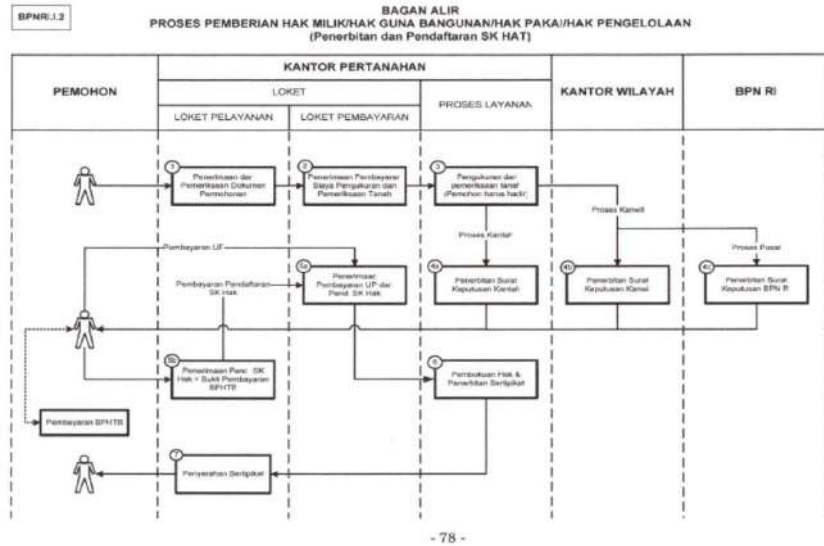 BPNRI.I.2
BAGAN ALIR
PROSES PEMBERIAN HAK MILIK/HAK GUNA BANGUNAN/HAK PAKAI/HAK PENGELOLAAN
(Penerbitan dan Pendaftaran SK HAT)
PEMOHON
KANTOR PERTANAHAN
KANTOR WILAYAH
BPN RI
LOKET
PROSES LAYANAN
LOKET PELAYANAN
LOKET PEMBAYARAN
1
Penerimaan dar
Pemeriksaan Dokumen
Permohonan
2
Penerimaan Pembayaran
Biaya Pengukuran dan
Pemeriksaan Tanah
3
Pengukuran dar
pemeriksaan tanah
(Pemohon harus hadir)
Proses Kanwil
Proses Kantah
Proses Pusat
Pembayaran UP
Pembayaran Pendaftaran
SK Hak
5a
Penerimaan
Pembayaran UP dar
Pend. SK Hak
4a
Penerbitan Surat
Keputusan Kantah
4b
Penerbitan Surat
Keputusan Kanwil
4c
Penerbitan Surat
Keputusan BPN RI
5b
Penerimaan Pend. SK
Hak + Bukti Pembayaran
BPHTB
6
Pembukuan Hak &
Penerbitan Sertipikat
Pembayaran BPHTB
7
Penyerahan Sertipikat
- 78 -